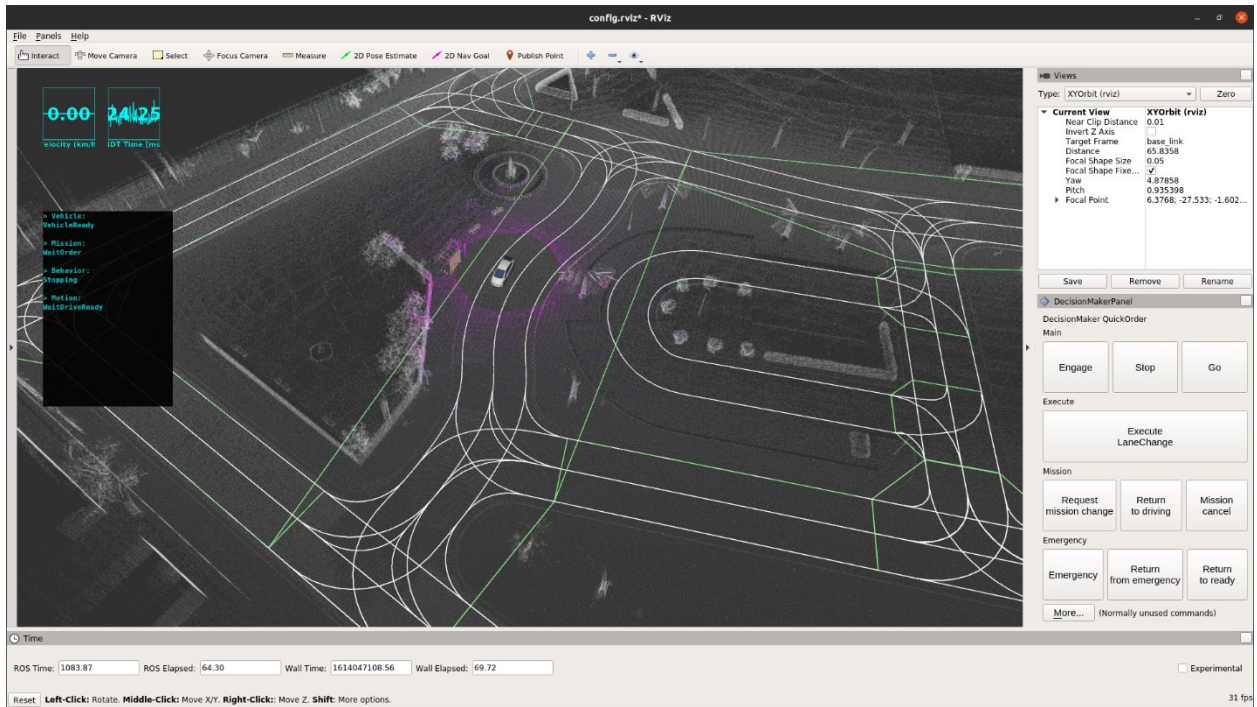 config.rviz* - RViz
File Panels Help
Interact Move Camera Select Focus Camera Measure 2D Pose Estimate 2D Nav Goal Publish Point
0.00 24.25
elocity (km/h IDT Time [ms
> Vehicle:
VehicleReady
> Mission:
WaitOrder
> Behavior:
Stopping
> Motion:
WaitDriveReady
Views
Type: XYOrbit (rviz) Zero
Current View XYOrbit (rviz)
Near Clip Distance 0.01
Invert Z Axis
Target Frame base_link
Distance 65.8358
Focal Shape Size 0.05
Focal Shape Fixe...
Yaw 4.87858
Pitch 0.935398
Focal Point 6.3768; -27.533; -1.602...
Save Remove Rename
DecisionMakerPanel
DecisionMaker QuickOrder
Main
Engage Stop Go
Execute
Execute
LaneChange
Mission
Request
mission change
Return
to driving
Mission
cancel
Emergency
Emergency
Return
from emergency
Return
to ready
More... (Normally unused commands)
Time
ROS Time: 1083.87 ROS Elapsed: 64.30 Wall Time: 1614047108.56 Wall Elapsed: 69.72 Experimental
Reset Left-Click: Rotate. Middle-Click: Move X/Y. Right-Click:: Move Z. Shift: More options. 31 fps